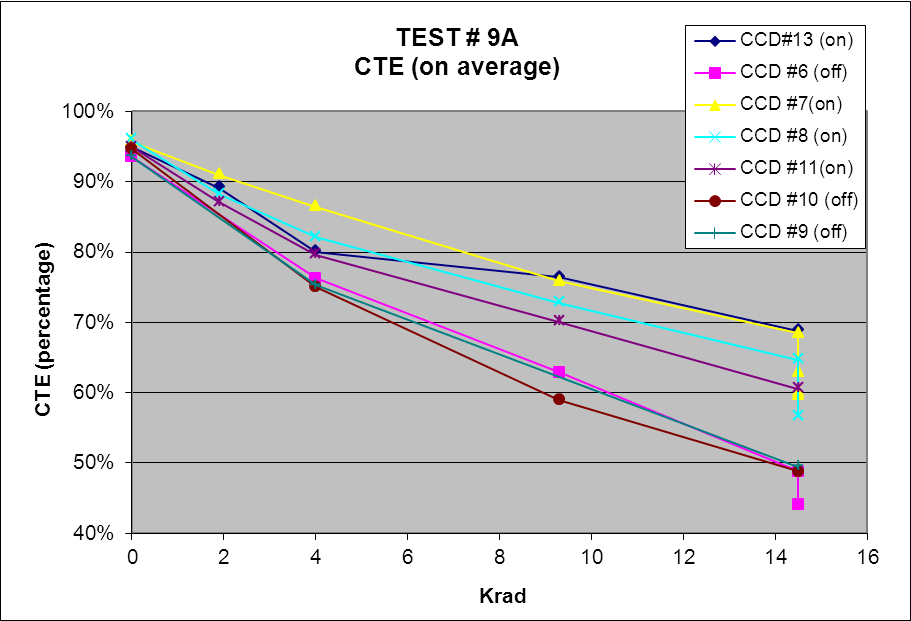 TEST # 9A
CTE (on average)
CCD#13 (on)
CCD #6 (off)
CCD #7(on)
CCD #8 (on)
CCD #11(on)
CCD #10 (off)
CCD #9 (off)
100%
90%
80%
70%
60%
50%
40%
CTE (percentage)
0 2 4 6 8 10 12 14 16
Krad